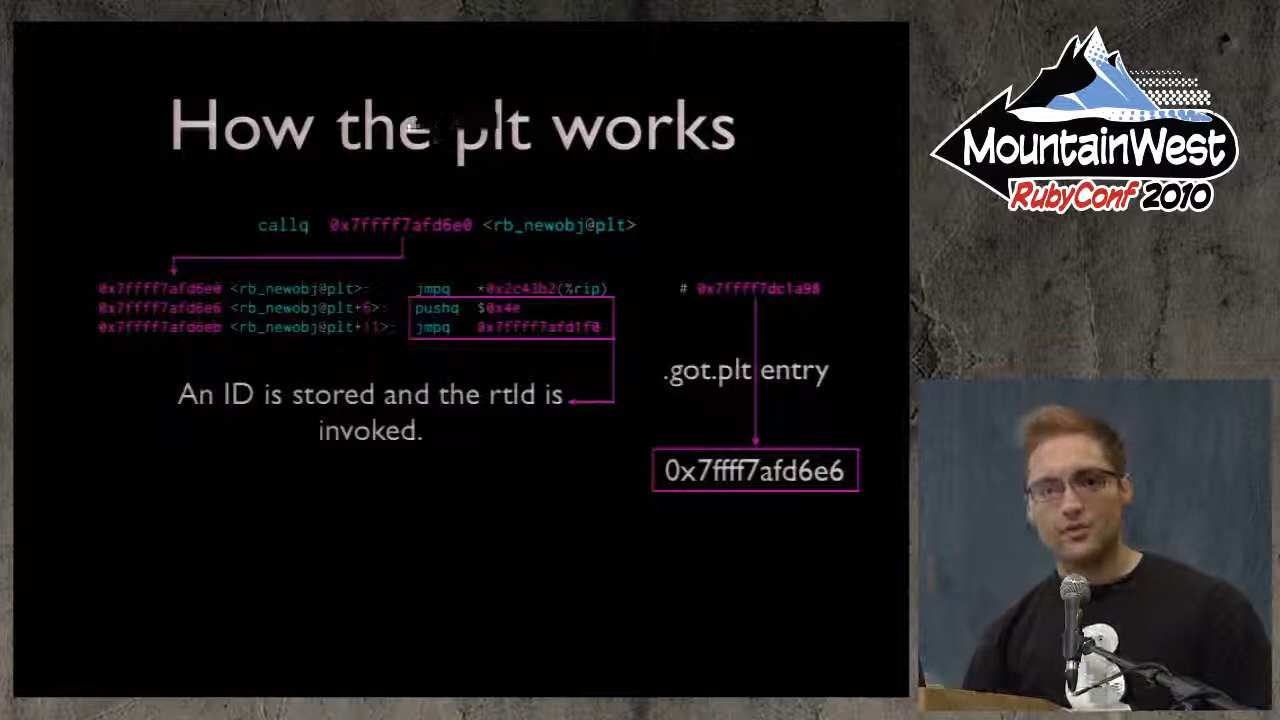 How the plt works
callq 0x7ffff7afd6e0 <rb_newobj@plt>
0x7ffff7afd6e0 <rb_newobj@plt>: jmpq *0x2c43b2(%rip) # 0x7ffff7dc1a98
0x7ffff7afd6e6 <rb_newobj@plt+6>: pushq $0x4e
0x7ffff7afd6eb <rb_newobj@plt+11>: jmpq 0x7ffff7afd1f0
.got.plt entry
An ID is stored and the rtld is
invoked.
0x7ffff7afd6e6
MountainWest
RubyConf 2010